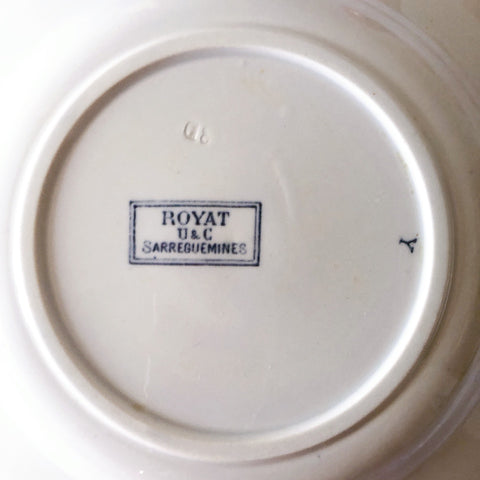 ROYAT
U & C
SARREGUEMINES
Y